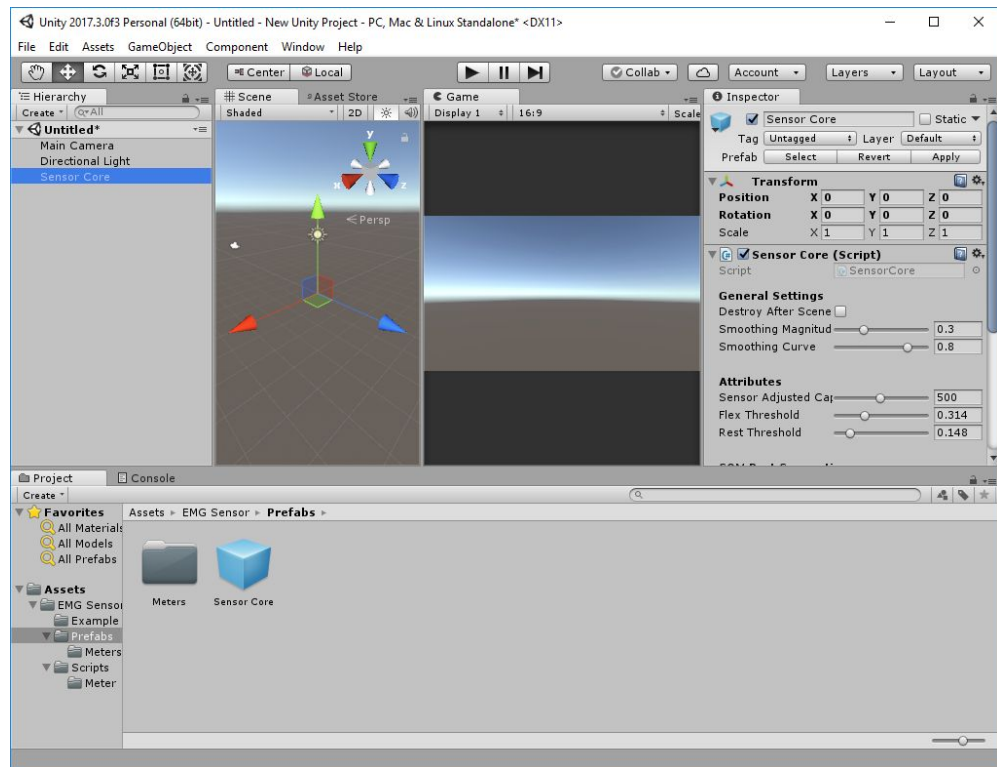 Unity 2017.3.0f3 Personal (64bit) - Untitled - New Unity Project - PC, Mac & Linux Standalone* <DX11>
File Edit Assets GameObject Component Window Help
Center Local Collab Account Layers Layout
Hierarchy
Create All
Untitled*
Main Camera
Directional Light
Sensor Core
Scene Asset Store
Shaded 2D
y
x z
Persp
Game
Display 1 16:9 Scale
Inspector
Sensor Core Static
Tag Untagged Layer Default
Prefab Select Revert Apply
Transform
Position X 0 Y 0 Z 0
Rotation X 0 Y 0 Z 0
Scale X 1 Y 1 Z 1
Sensor Core (Script)
Script SensorCore
General Settings
Destroy After Scene
Smoothing Magnitud 0.3
Smoothing Curve 0.8
Attributes
Sensor Adjusted Cap 500
Flex Threshold 0.314
Rest Threshold 0.148
Project Console
Create
Favorites
All Materials
All Models
All Prefabs
Assets
EMG Sensor
Example
Prefabs
Meters
Scripts
Meter
Assets EMG Sensor Prefabs
Meters Sensor Core